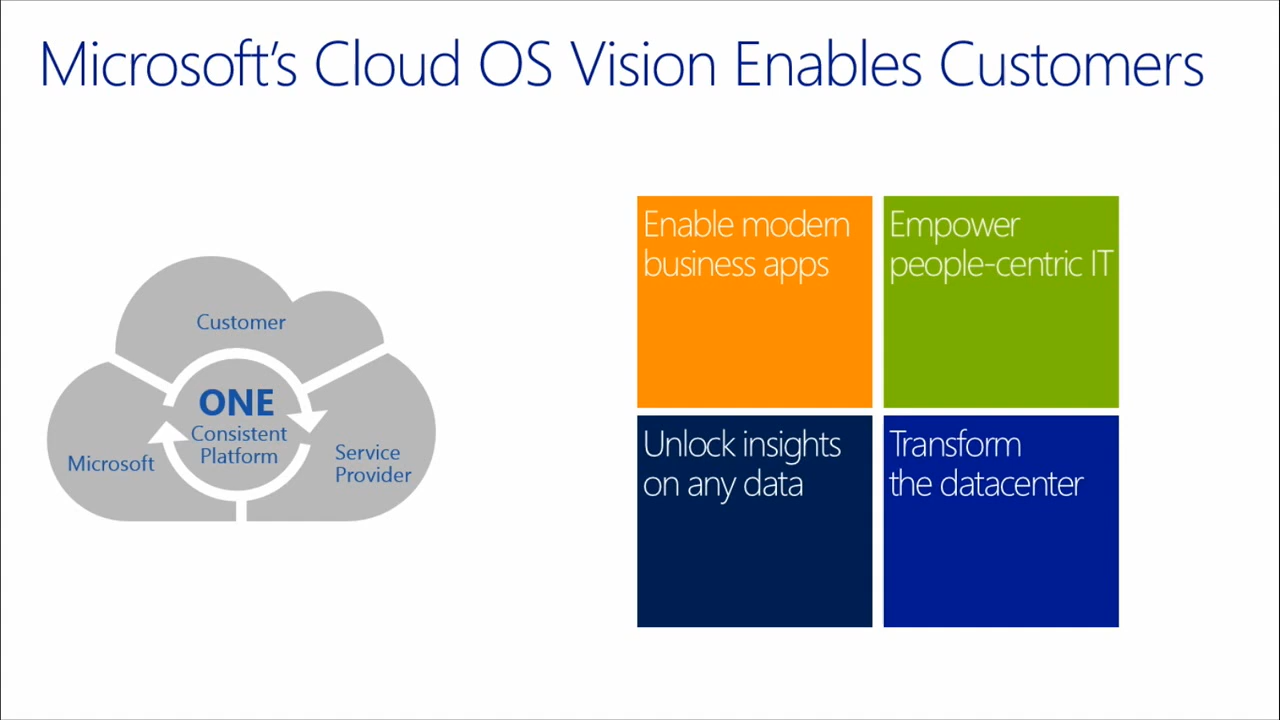 Microsoft's Cloud OS Vision Enables Customers
Customer
ONE
Consistent
Platform
Microsoft
Service
Provider
Enable modern
business apps
Empower
people-centric IT
Unlock insights
on any data
Transform
the datacenter